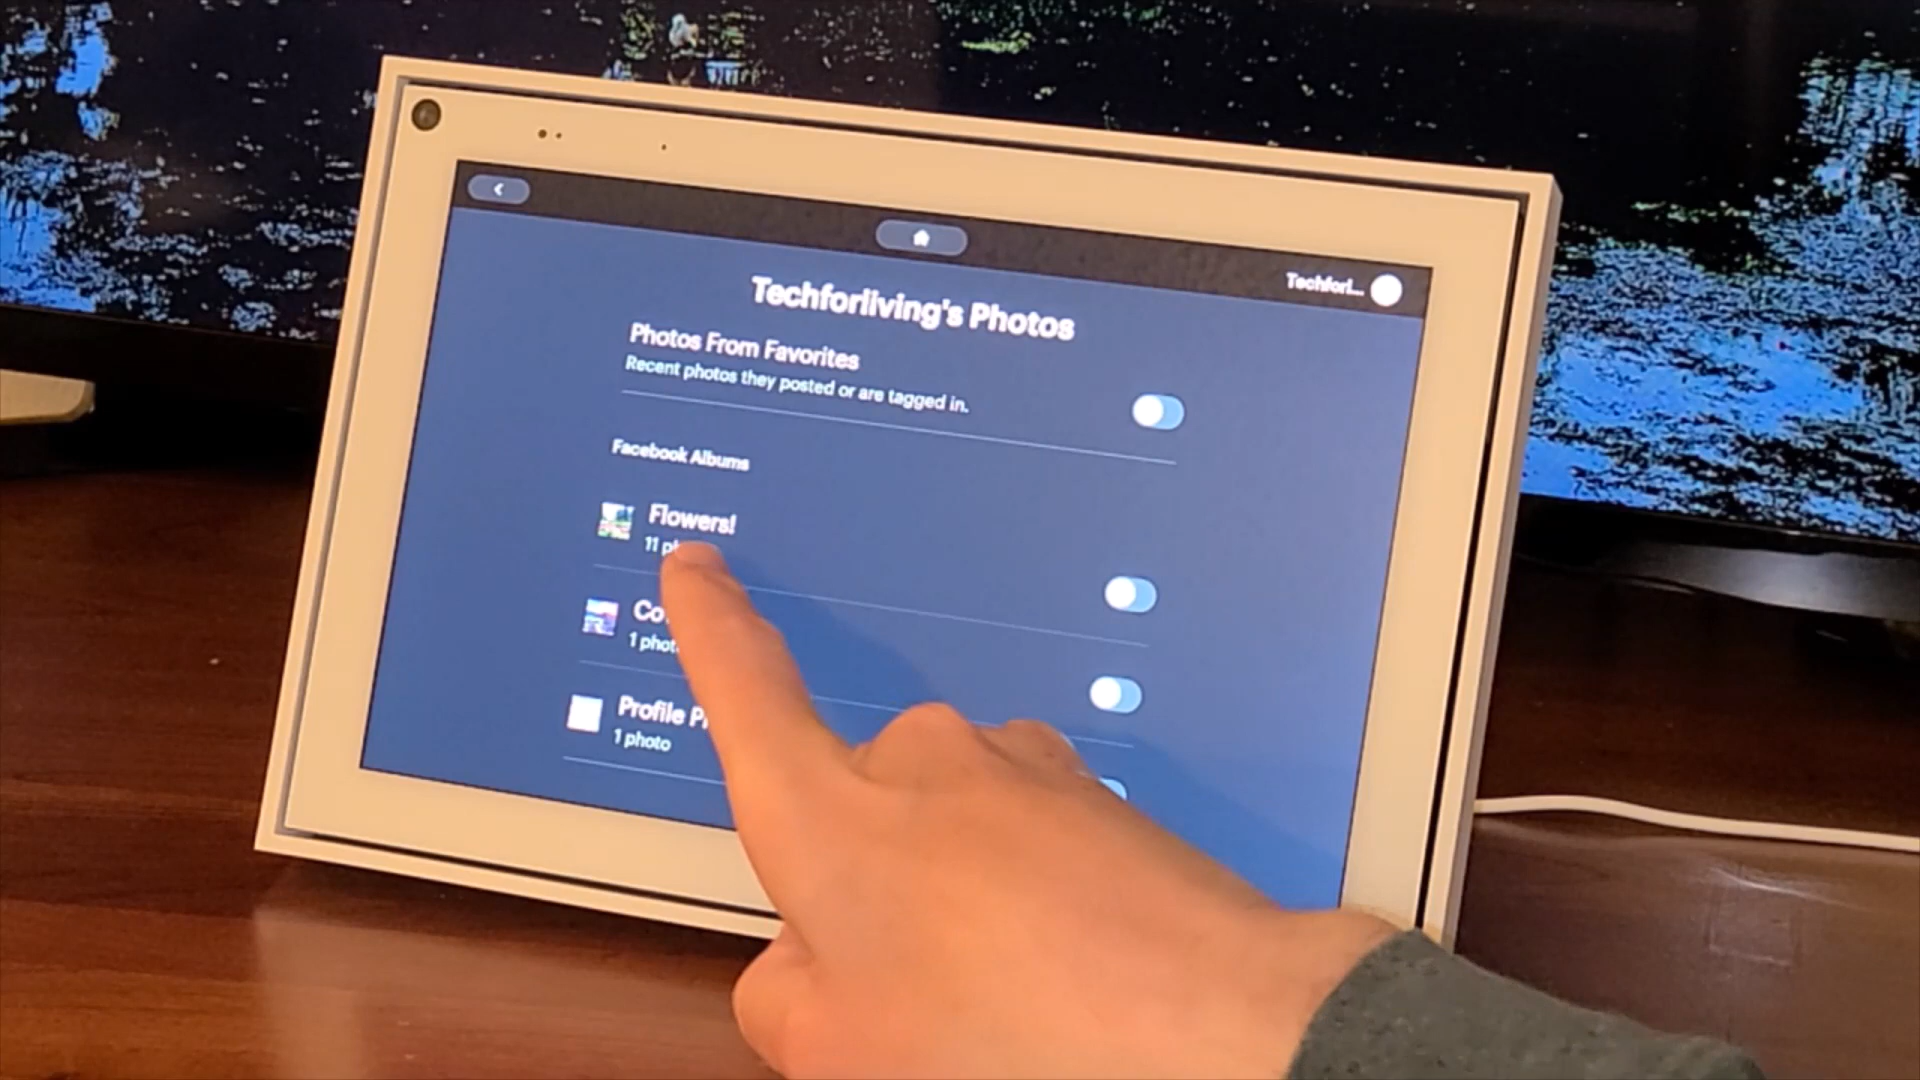 Techforl...
Techforliving's Photos
Photos From Favorites
Recent photos they posted or are tagged in.
Facebook Albums
Flowers!
11
1
Profile
1 photo